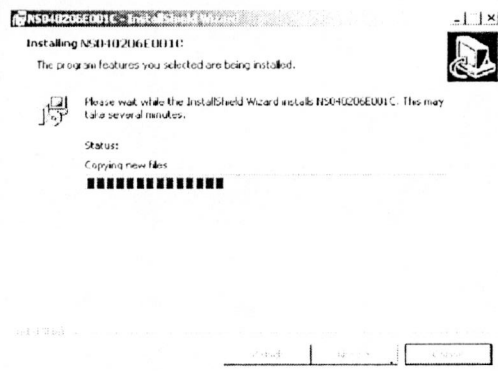 NS040206E001C - InstallShield Wizard
Installing NS040206E001C
The program features you selected are being installed.
Please wait while the InstallShield Wizard installs NS040206E001C. This may
take several minutes.
Status:
Copying new files